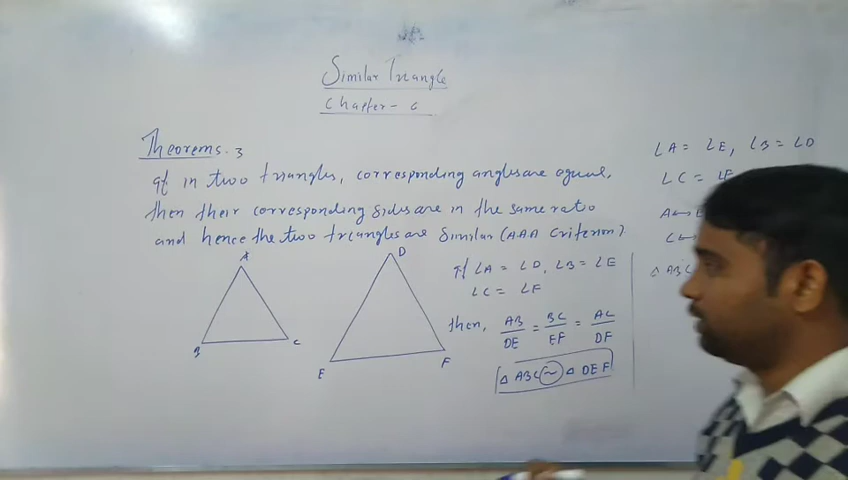 Similar Triangle
Chapter - 6
Theorems. 3
If in two triangles, corresponding angles are equal,
then their corresponding sides are in the same ratio
and hence the two triangles are similar (AAA Criterion)
A
B
C
D
E
F
If ∠A = ∠D, ∠B = ∠E
∠C = ∠F
then, AB/DE = BC/EF = AC/DF
△ ABC ~ △ DEF
∠A = ∠E, ∠B = ∠D
∠C = ∠F
A ↔
C ↔
△ ABC